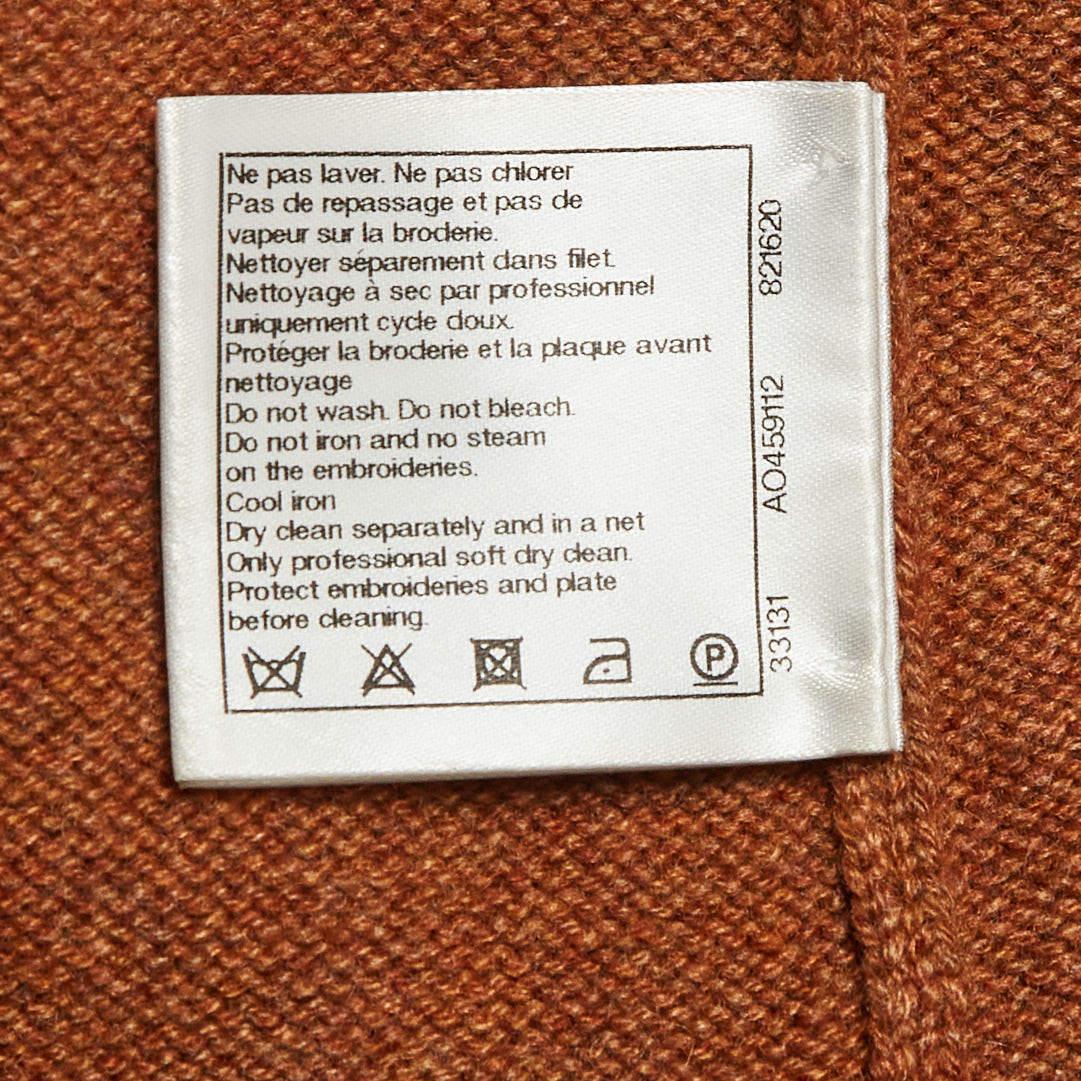 Ne pas laver. Ne pas chlorer
Pas de repassage et pas de
vapeur sur la broderie.
Nettoyer séparement dans filet.
Nettoyage à sec par professionnel
uniquement cycle doux.
Protéger la broderie et la plaque avant
nettoyage
Do not wash. Do not bleach.
Do not iron and no steam
on the embroideries.
Cool iron
Dry clean separately and in a net
Only professional soft dry clean.
Protect embroideries and plate
before cleaning.
P
33131 AO459112 821620